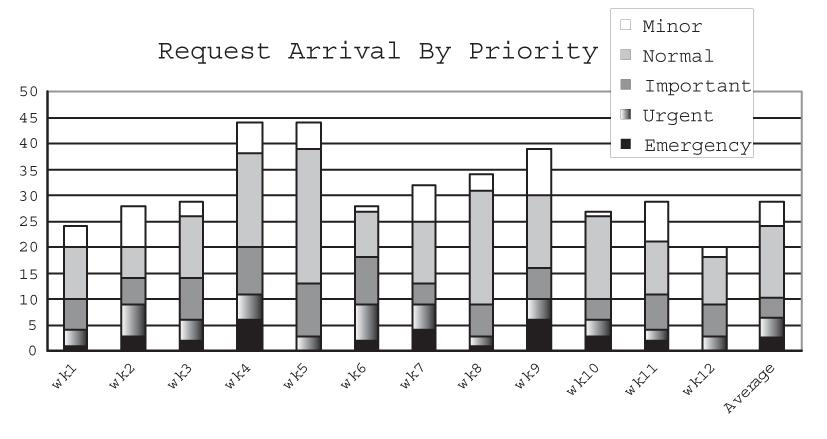 Request Arrival By Priority
Minor
Normal
Important
Urgent
Emergency
50
45
40
35
30
25
20
15
10
5
0
wk1
wk2
wk3
wk4
wk5
wk6
wk7
wk8
wk9
wk10
wk11
wk12
Average